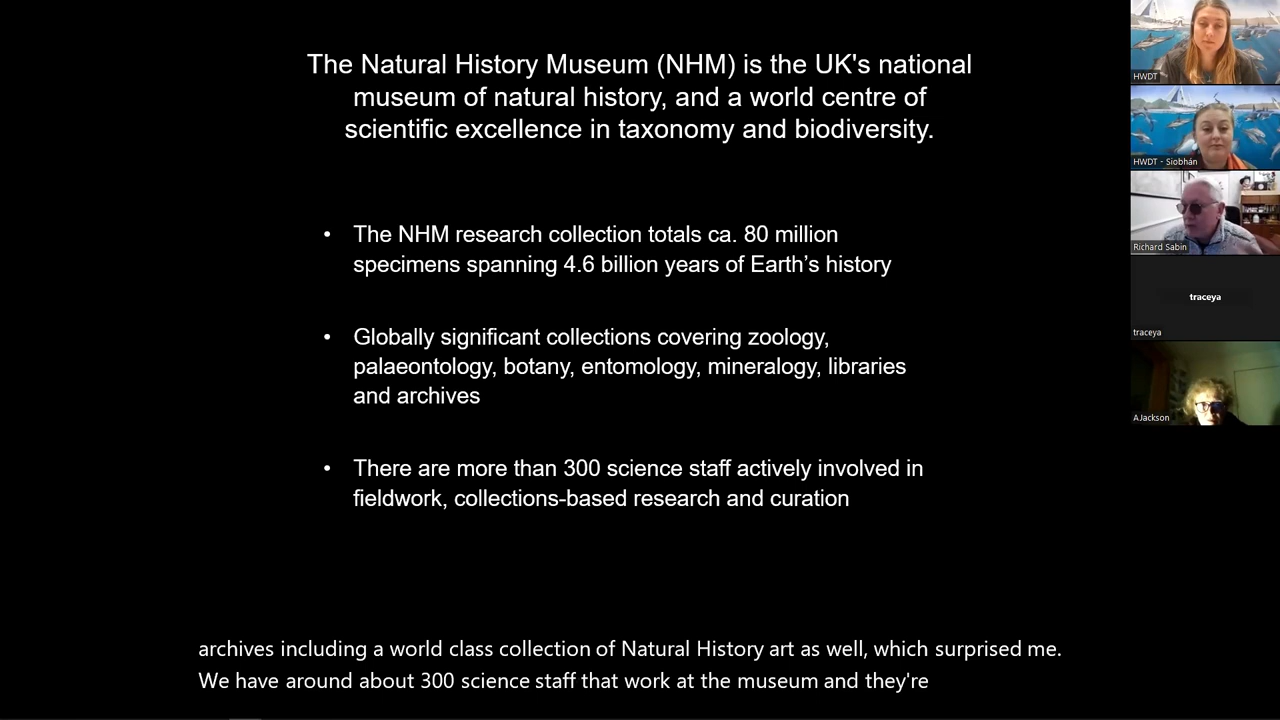 The Natural History Museum (NHM) is the UK's national
museum of natural history, and a world centre of
scientific excellence in taxonomy and biodiversity.
• The NHM research collection totals ca. 80 million
specimens spanning 4.6 billion years of Earth’s history
• Globally significant collections covering zoology,
palaeontology, botany, entomology, mineralogy, libraries
and archives
• There are more than 300 science staff actively involved in
fieldwork, collections-based research and curation
archives including a world class collection of Natural History art as well, which surprised me.
We have around about 300 science staff that work at the museum and they're
HWDT
HWDT - Siobhán
Richard Sabin
traceya
traceya
A Jackson